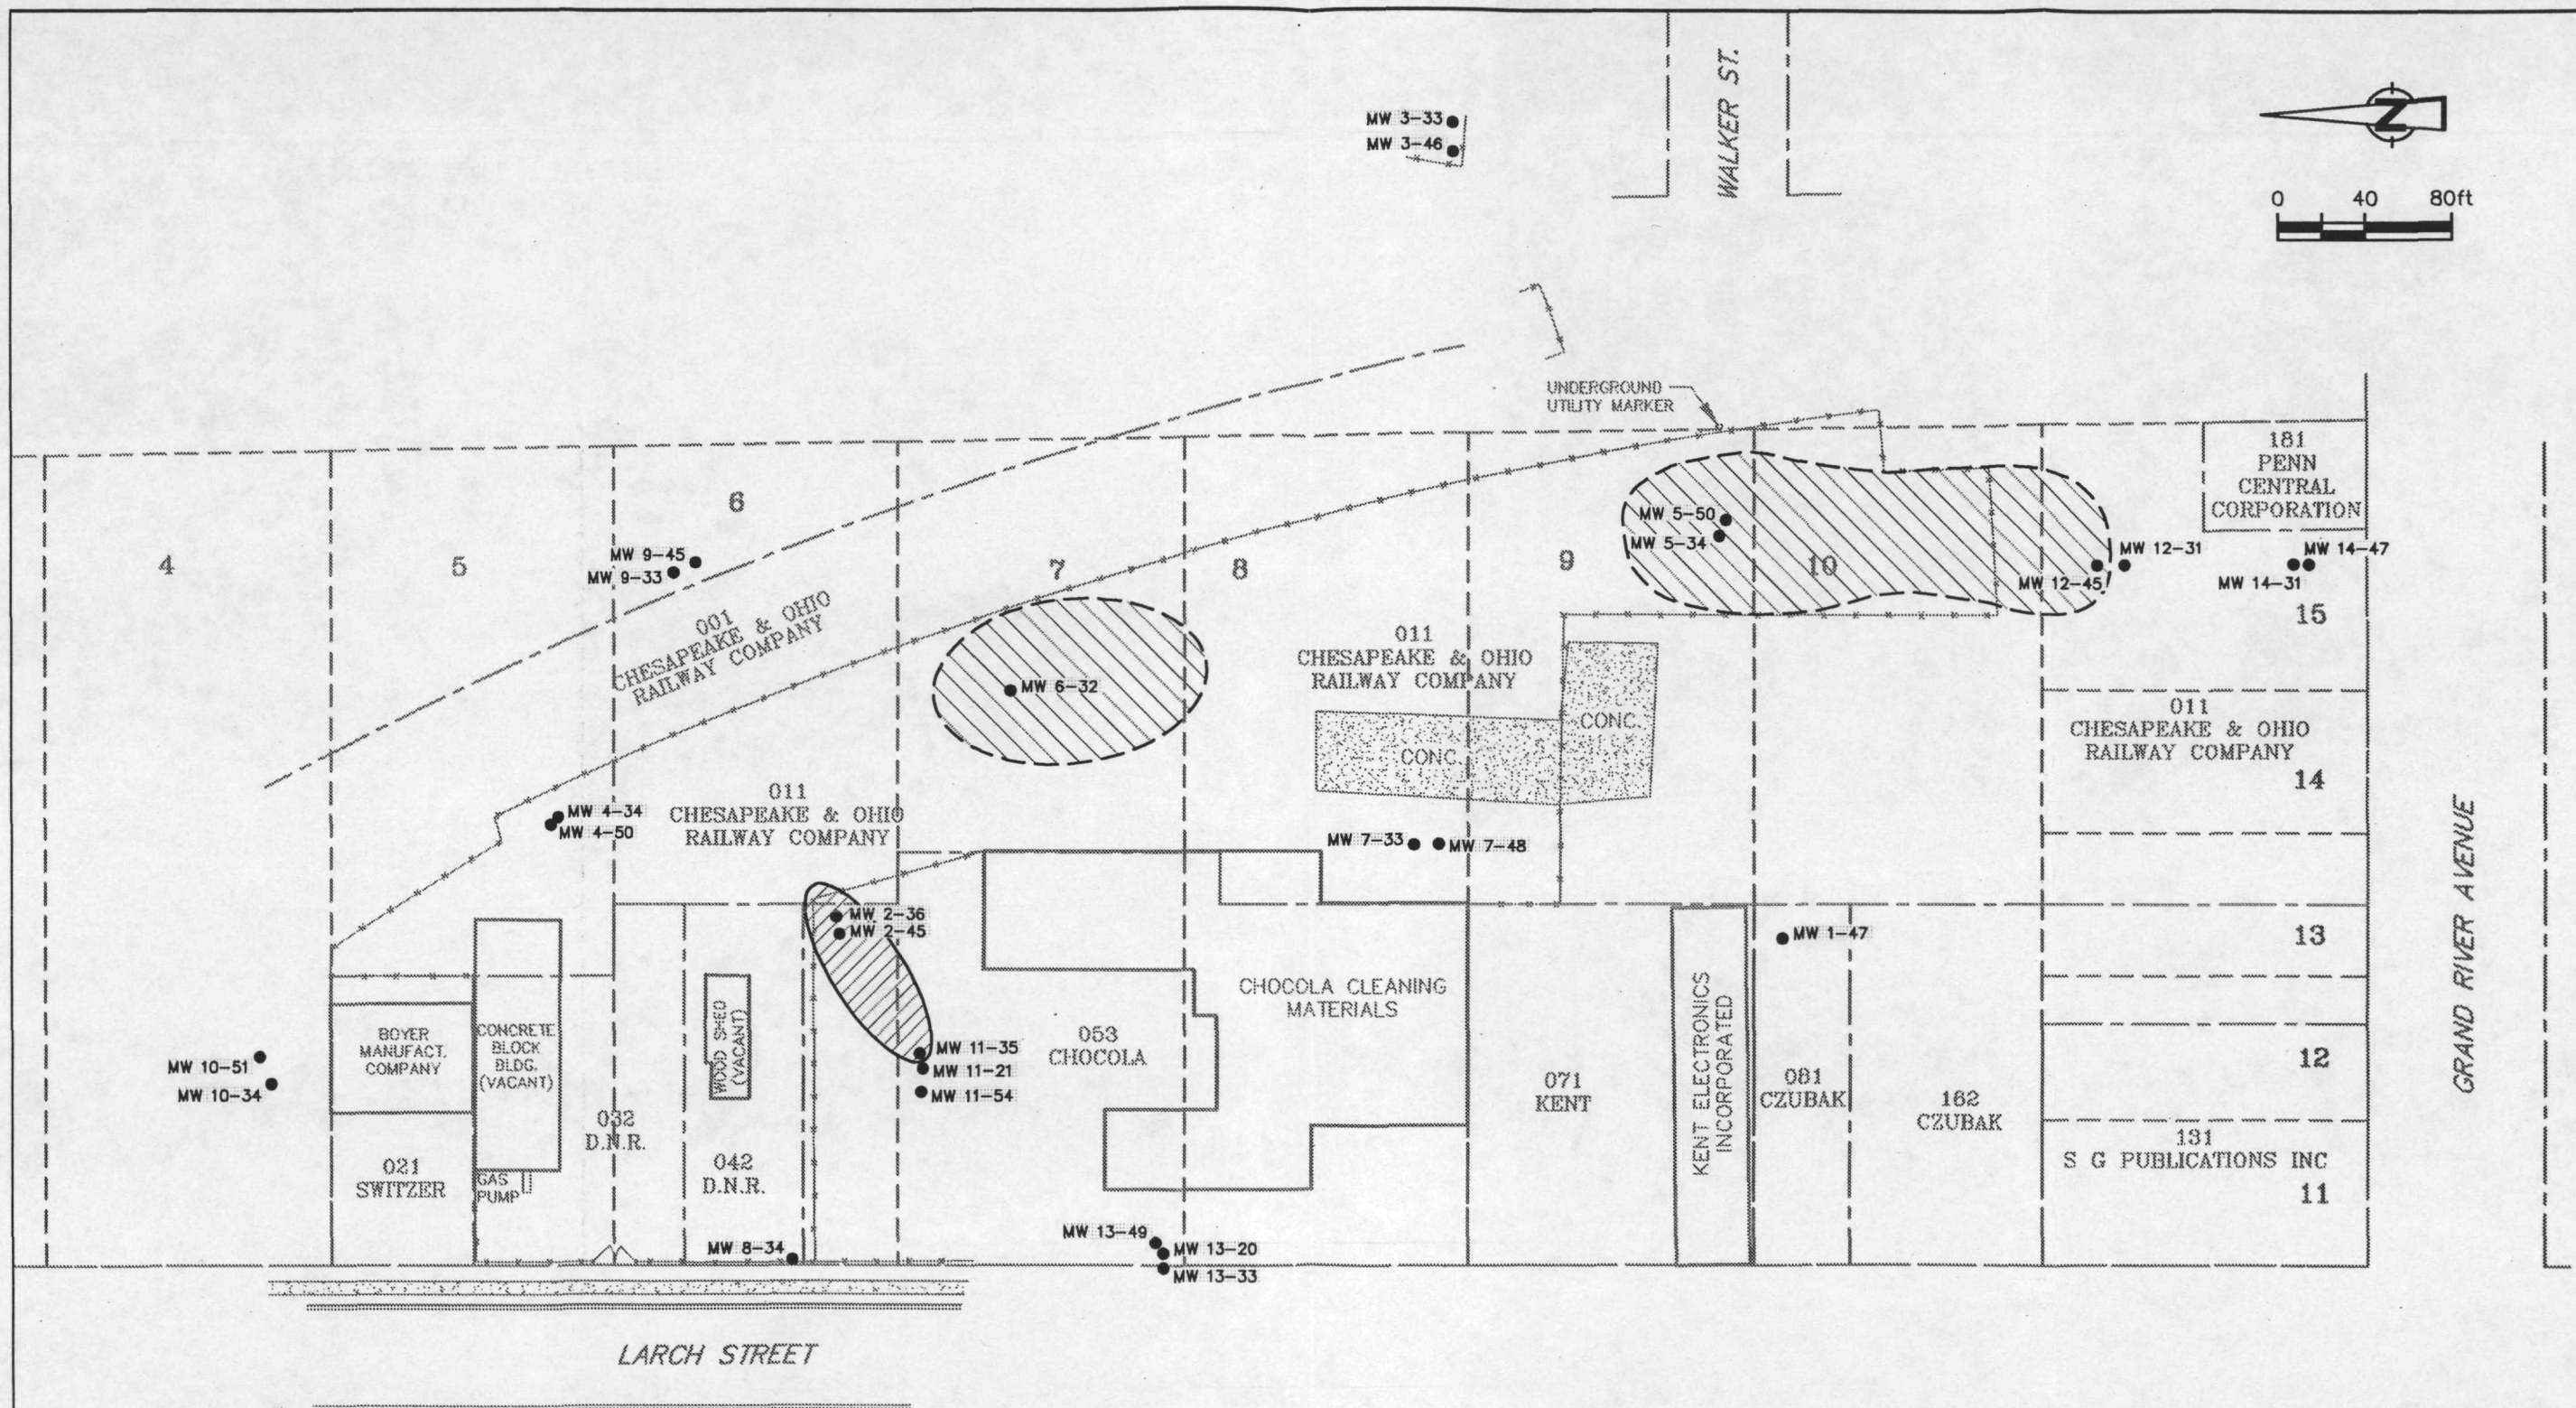 WALKER ST.
MW 3-33
MW 3-46
Z
0 40 80ft
UNDERGROUND
UTILITY MARKER
181
PENN
CENTRAL
CORPORATION
4
5
6
7
8
9
10
15
MW 9-45
MW 9-33
MW 5-50
MW 5-34
MW 12-31
MW 12-45
MW 14-47
MW 14-31
001
CHESAPEAKE & OHIO
RAILWAY COMPANY
MW 6-32
011
CHESAPEAKE & OHIO
RAILWAY COMPANY
CONC.
CONC.
011
CHESAPEAKE & OHIO
RAILWAY COMPANY
14
MW 4-34
MW 4-50
011
CHESAPEAKE & OHIO
RAILWAY COMPANY
MW 7-33
MW 7-48
MW 2-36
MW 2-45
MW 1-47
13
GRAND RIVER AVENUE
CHOCOLA CLEANING
MATERIALS
KENT ELECTRONICS
INCORPORATED
BOYER
MANUFACT.
COMPANY
CONCRETE
BLOCK
BLDG.
(VACANT)
WOOD SHED
(VACANT)
MW 10-51
MW 10-34
MW 11-35
MW 11-21
MW 11-54
053
CHOCOLA
12
071
KENT
081
CZUBAK
162
CZUBAK
032
D.N.R.
131
S G PUBLICATIONS INC
11
021
SWITZER
GAS
PUMP
042
D.N.R.
MW 8-34
MW 13-49
MW 13-20
MW 13-33
LARCH STREET